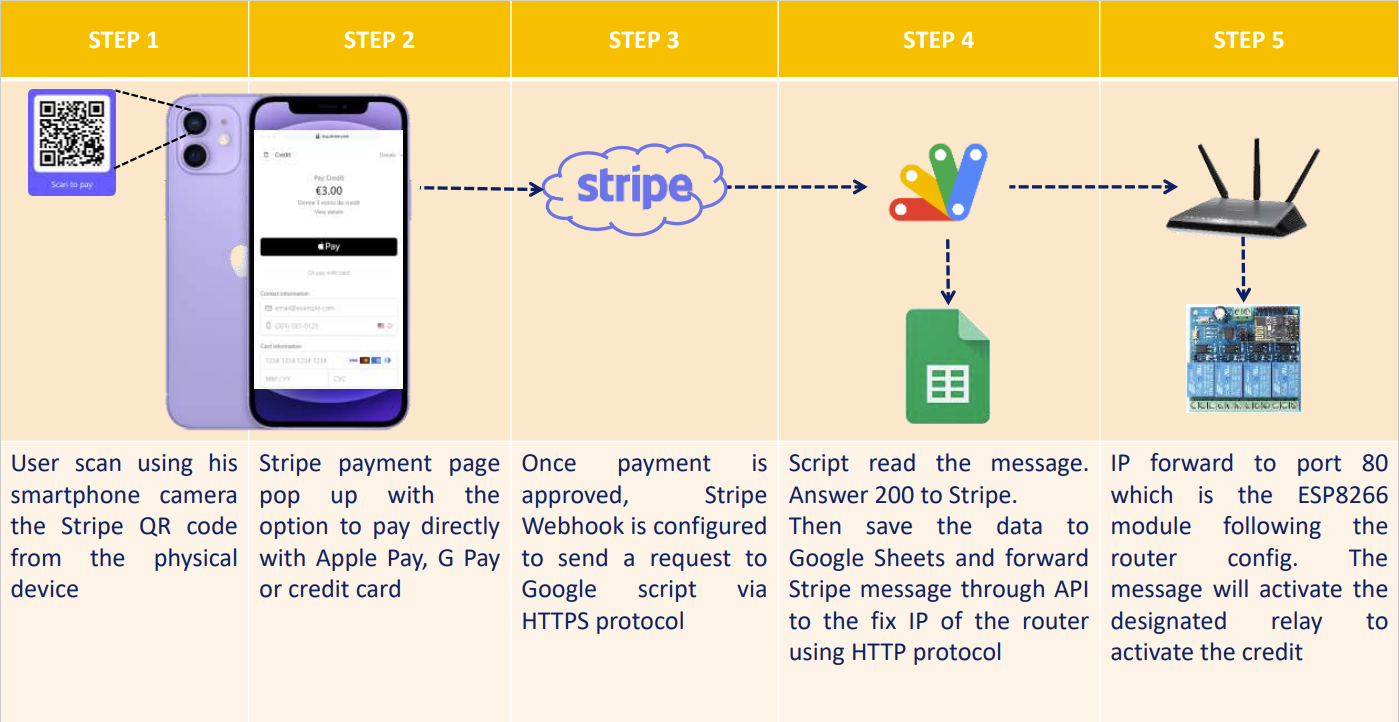 STEP 1
STEP 2
STEP 3
STEP 4
STEP 5
Scan to pay
Credit
Details
Pay Credit
€3.00
Donne 3 euros de credit
View details
Pay
Or pay with card
Contact information
email@example.com
(201) 555-0123
Card information
1234 1234 1234 1234
VISA
MM / YY
CVC
stripe
User scan using his
smartphone camera
the Stripe QR code
from the physical
device
Stripe payment page
pop up with the
option to pay directly
with Apple Pay, G Pay
or credit card
Once payment is
approved, Stripe
Webhook is configured
to send a request to
Google script via
HTTPS protocol
Script read the message.
Answer 200 to Stripe.
Then save the data to
Google Sheets and forward
Stripe message through API
to the fix IP of the router
using HTTP protocol
IP forward to port 80
which is the ESP8266
module following the
router config. The
message will activate the
designated relay to
activate the credit